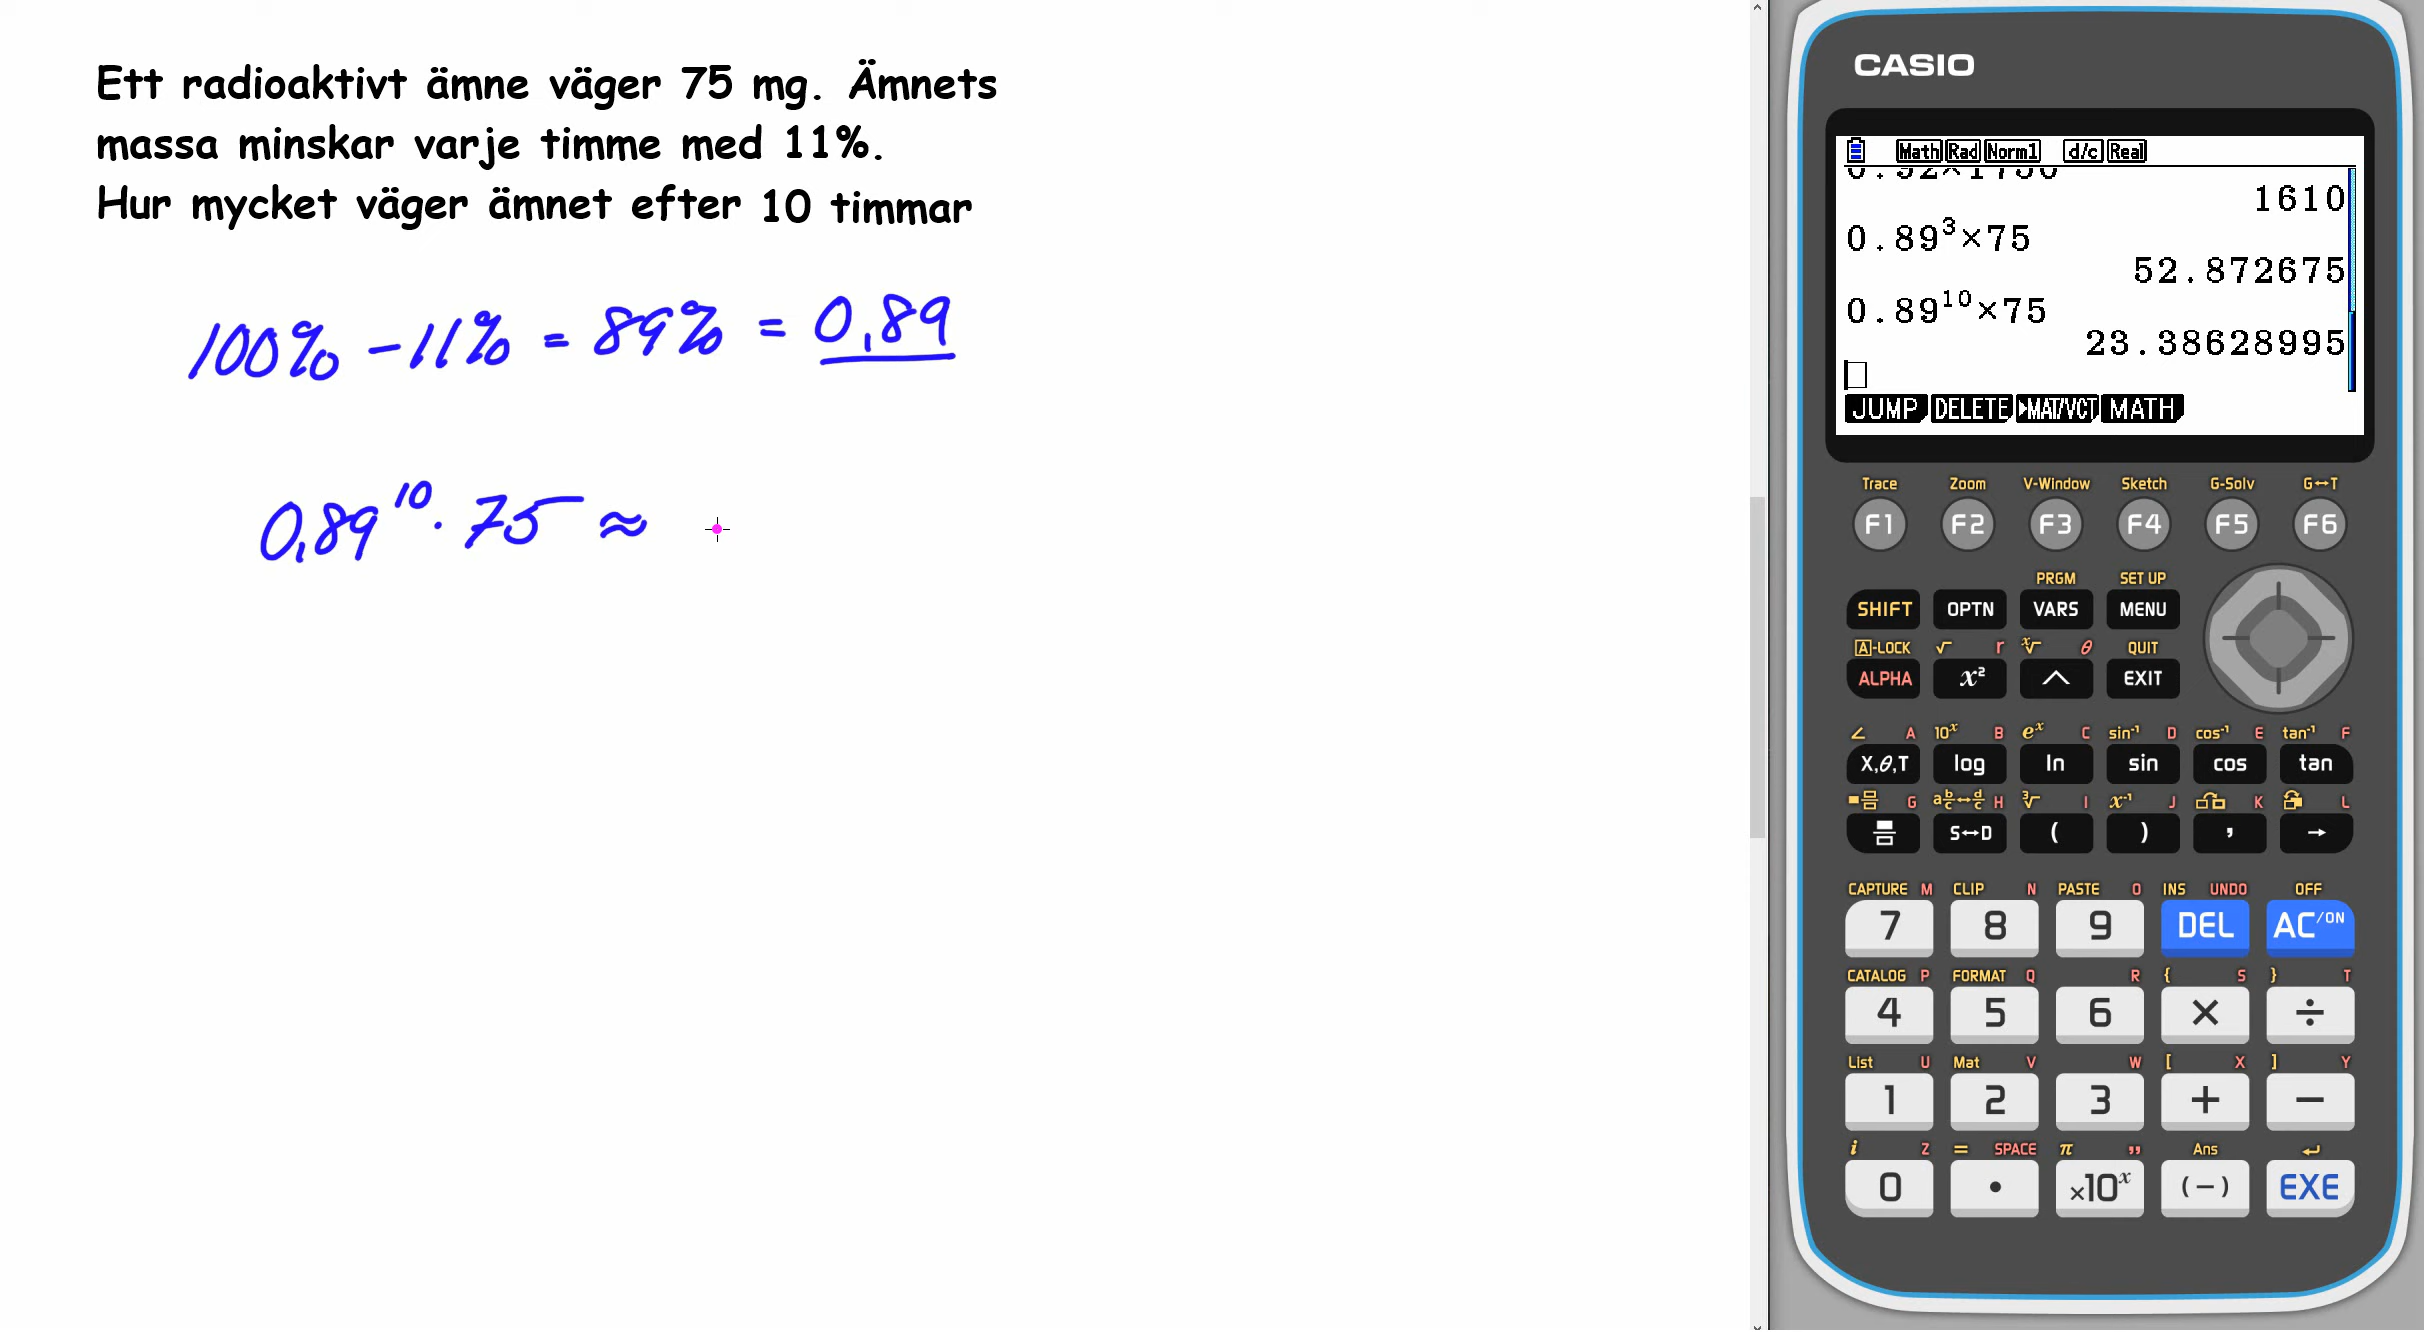 Ett radioaktivt ämne väger 75 mg. Ämnets
massa minskar varje timme med 11%.
Hur mycket väger ämnet efter 10 timmar
100% - 11% = 89% = 0,89
0,89¹⁰ · 75 ≈
CASIO
Math Rad Norm1 d/c Real
0.92×1750
1610
0.89³×75
52.872675
0.89¹⁰×75
23.38628995
JUMP DELETE ▶MAT/VCT MATH
Trace Zoom V-Window Sketch G-Solv G↔T
F1 F2 F3 F4 F5 F6
PRGM SET UP
SHIFT OPTN VARS MENU
A-LOCK √ r ˣ√ θ QUIT
ALPHA x² ^ EXIT
∠ A 10ˣ B eˣ C sin⁻¹ D cos⁻¹ E tan⁻¹ F
X,θ,T log ln sin cos tan
G a b/c↔d/c H ³√ I x⁻¹ J K L
S↔D ( ) , →
CAPTURE M CLIP N PASTE O INS UNDO OFF
7 8 9 DEL AC/ON
CATALOG P FORMAT Q R { S } T
4 5 6 × ÷
List U Mat V W [ X ] Y
1 2 3 + −
i Z = SPACE π " Ans ↵
0 . ×10ˣ (−) EXE